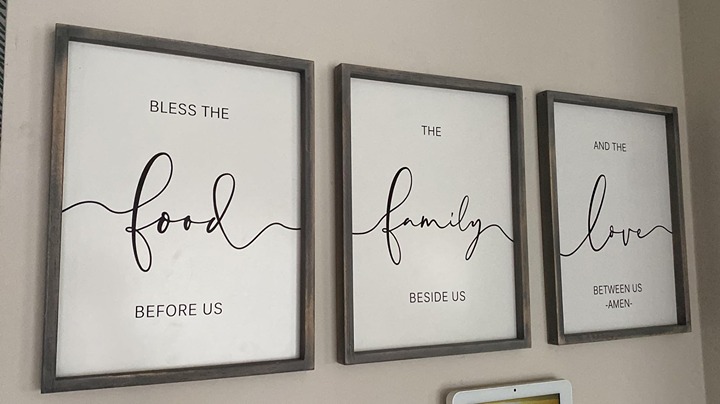 BLESS THE
food
BEFORE US
THE
family
BESIDE US
AND THE
love
BETWEEN US
-AMEN-